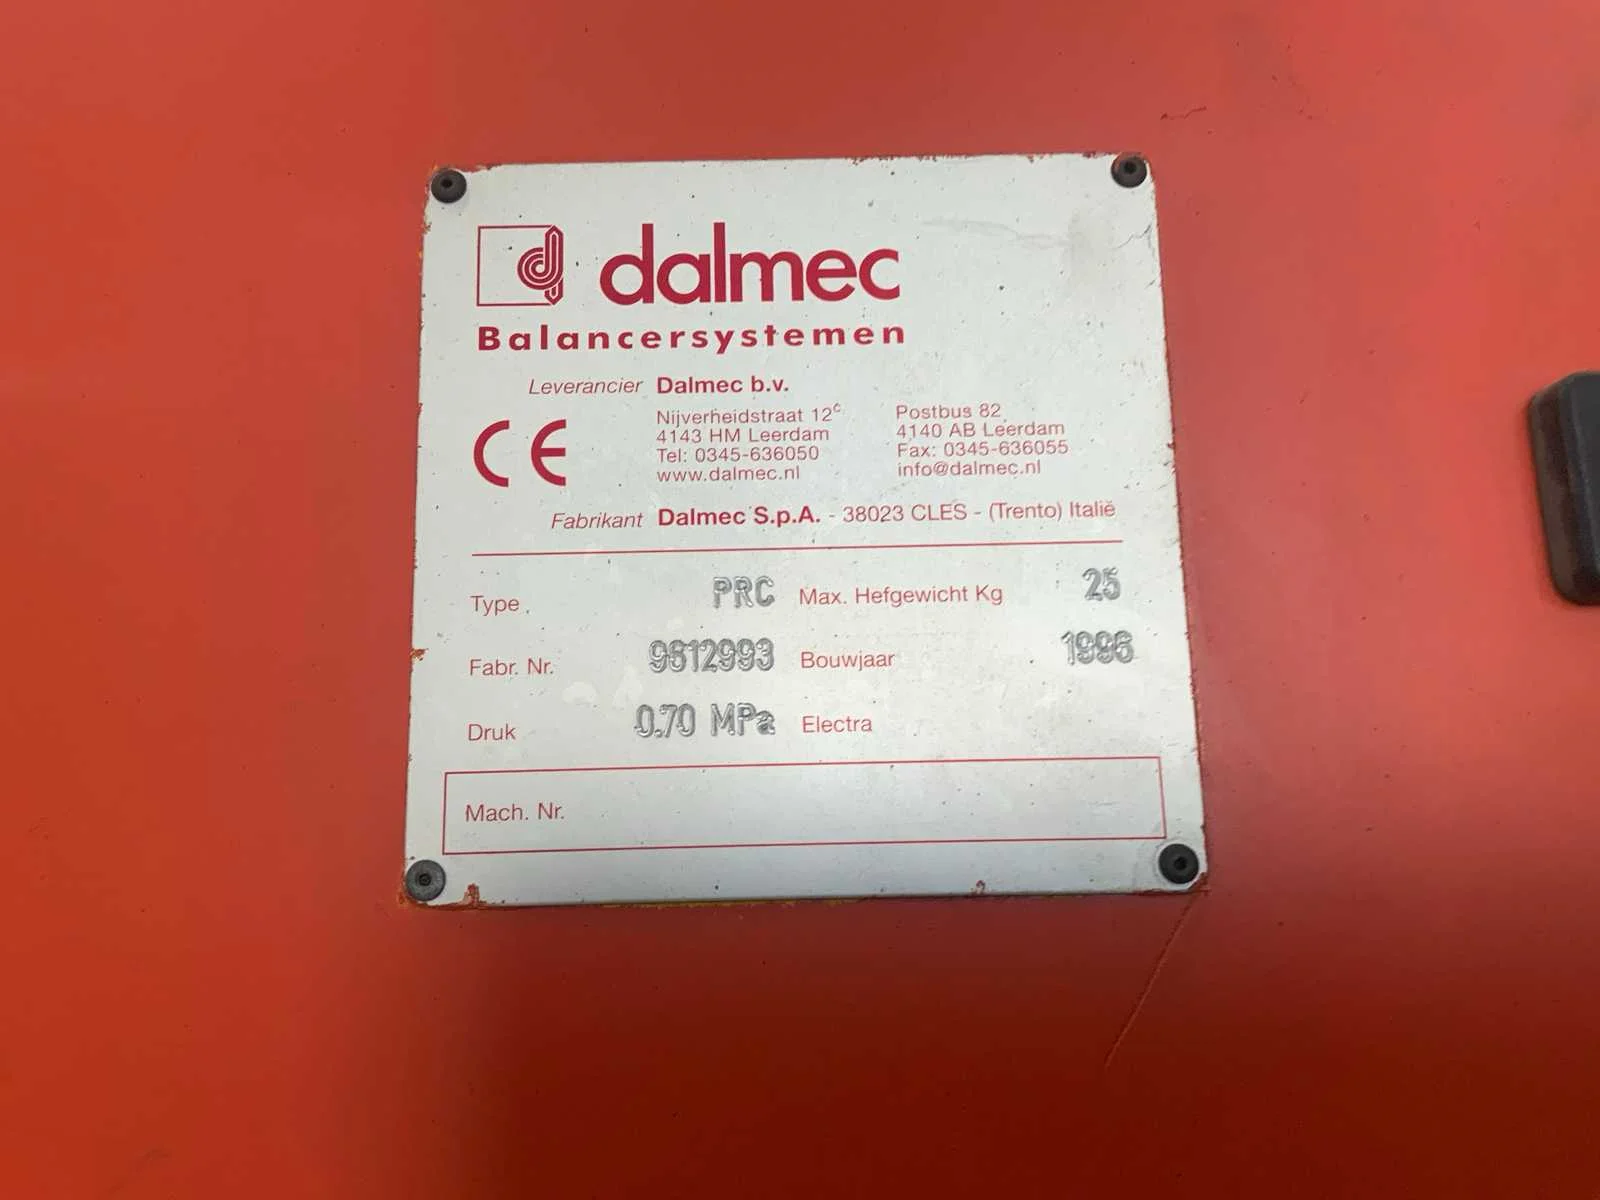 dalmec
Balancersystemen
Leverancier Dalmec b.v.
Nijverheidstraat 12c Postbus 82
4143 HM Leerdam 4140 AB Leerdam
Tel: 0345-636050 Fax: 0345-636055
www.dalmec.nl info@dalmec.nl
CE
Fabrikant Dalmec S.p.A. - 38023 CLES - (Trento) Italië
Type . PRC Max. Hefgewicht Kg 25
Fabr. Nr. 9612993 Bouwjaar 1996
Druk 0.70 MPa Electra
Mach. Nr.